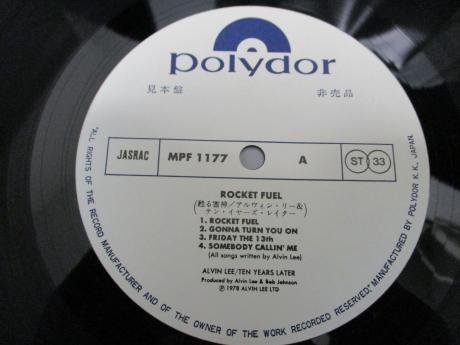 polydor
見本盤 非売品
JASRAC MPF 1177 A ST 33
ROCKET FUEL
(甦る雷神/アルヴィン・リー&
テン・イヤーズ・レイター)
1. ROCKET FUEL
2. GONNA TURN YOU ON
3. FRIDAY THE 13th
4. SOMEBODY CALLIN' ME
(All songs written by Alvin Lee)
ALVIN LEE/TEN YEARS LATER
Produced by Alvin Lee & Bob Johnson
Ⓟ 1978 ALVIN LEE LTD
"ALL RIGHTS OF THE RECORD MANUFACTURER AND OF THE OWNER OF THE WORK RECORDED RESERVED." MANUFACTURED BY POLYDOR K.K., JAPAN.